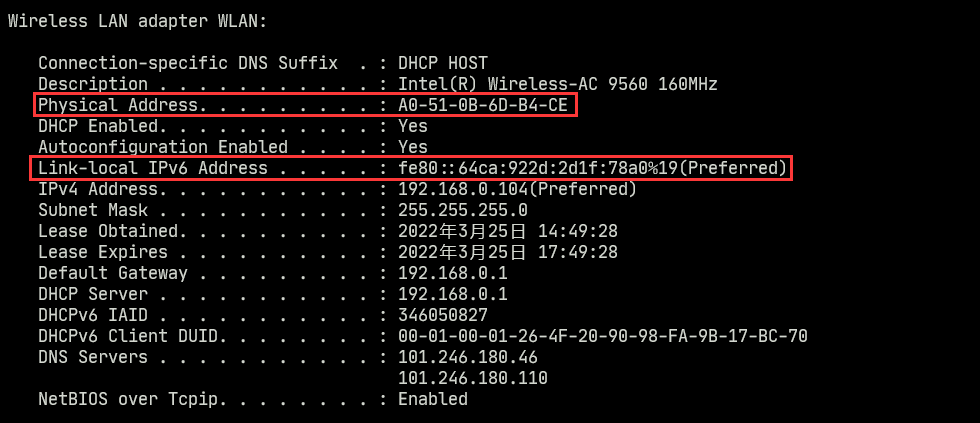 Wireless LAN adapter WLAN:
Connection-specific DNS Suffix  . : DHCP HOST
Description . . . . . . . . . . . : Intel(R) Wireless-AC 9560 160MHz
Physical Address. . . . . . . . . : A0-51-0B-6D-B4-CE
DHCP Enabled. . . . . . . . . . . : Yes
Autoconfiguration Enabled . . . . : Yes
Link-local IPv6 Address . . . . . : fe80::64ca:922d:2d1f:78a0%19(Preferred)
IPv4 Address. . . . . . . . . . . : 192.168.0.104(Preferred)
Subnet Mask . . . . . . . . . . . : 255.255.255.0
Lease Obtained. . . . . . . . . . : 2022年3月25日 14:49:28
Lease Expires . . . . . . . . . . : 2022年3月25日 17:49:28
Default Gateway . . . . . . . . . : 192.168.0.1
DHCP Server . . . . . . . . . . . : 192.168.0.1
DHCPv6 IAID . . . . . . . . . . . : 346050827
DHCPv6 Client DUID. . . . . . . . : 00-01-00-01-26-4F-20-90-98-FA-9B-17-BC-70
DNS Servers . . . . . . . . . . . : 101.246.180.46
101.246.180.110
NetBIOS over Tcpip. . . . . . . . : Enabled